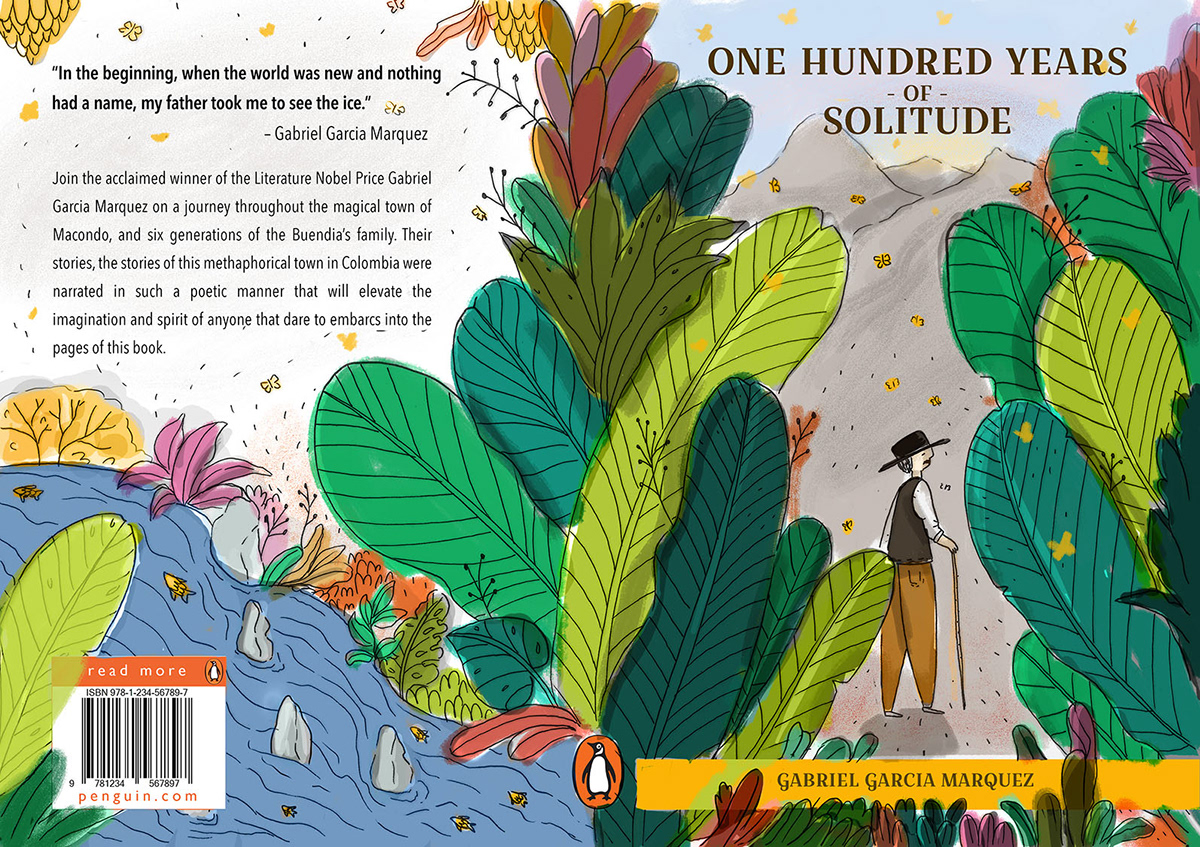 “In the beginning, when the world was new and nothing
had a name, my father took me to see the ice.“
– Gabriel Garcia Marquez
Join the acclaimed winner of the Literature Nobel Price Gabriel
Garcia Marquez on a journey throughout the magical town of
Macondo, and six generations of the Buendia’s family. Their
stories, the stories of this methaphorical town in Colombia were
narrated in such a poetic manner that will elevate the
imagination and spirit of anyone that dare to embarcs into the
pages of this book.
read more
ISBN 978-1-234-56789-7
9 781234 567897
penguin.com
ONE HUNDRED YEARS
- OF -
SOLITUDE
GABRIEL GARCIA MARQUEZ